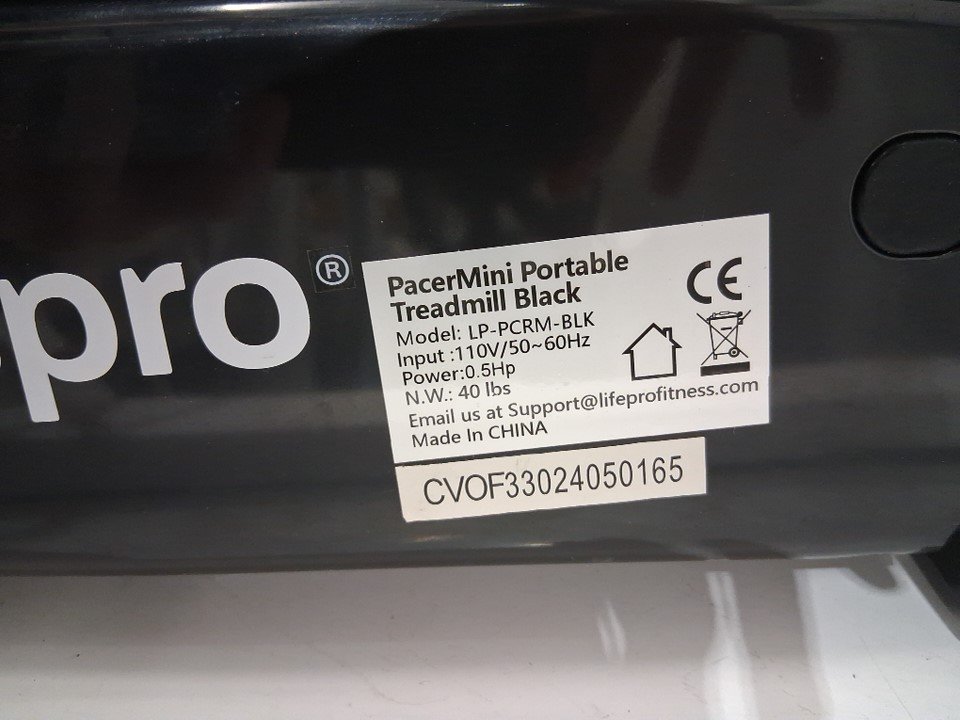 pro®
PacerMini Portable
Treadmill Black
Model: LP-PCRM-BLK
Input :110V/50~60Hz
Power:0.5Hp
N.W.: 40 lbs
Email us at Support@lifeprofitness.com
Made In CHINA
CE
CVOF33024050165